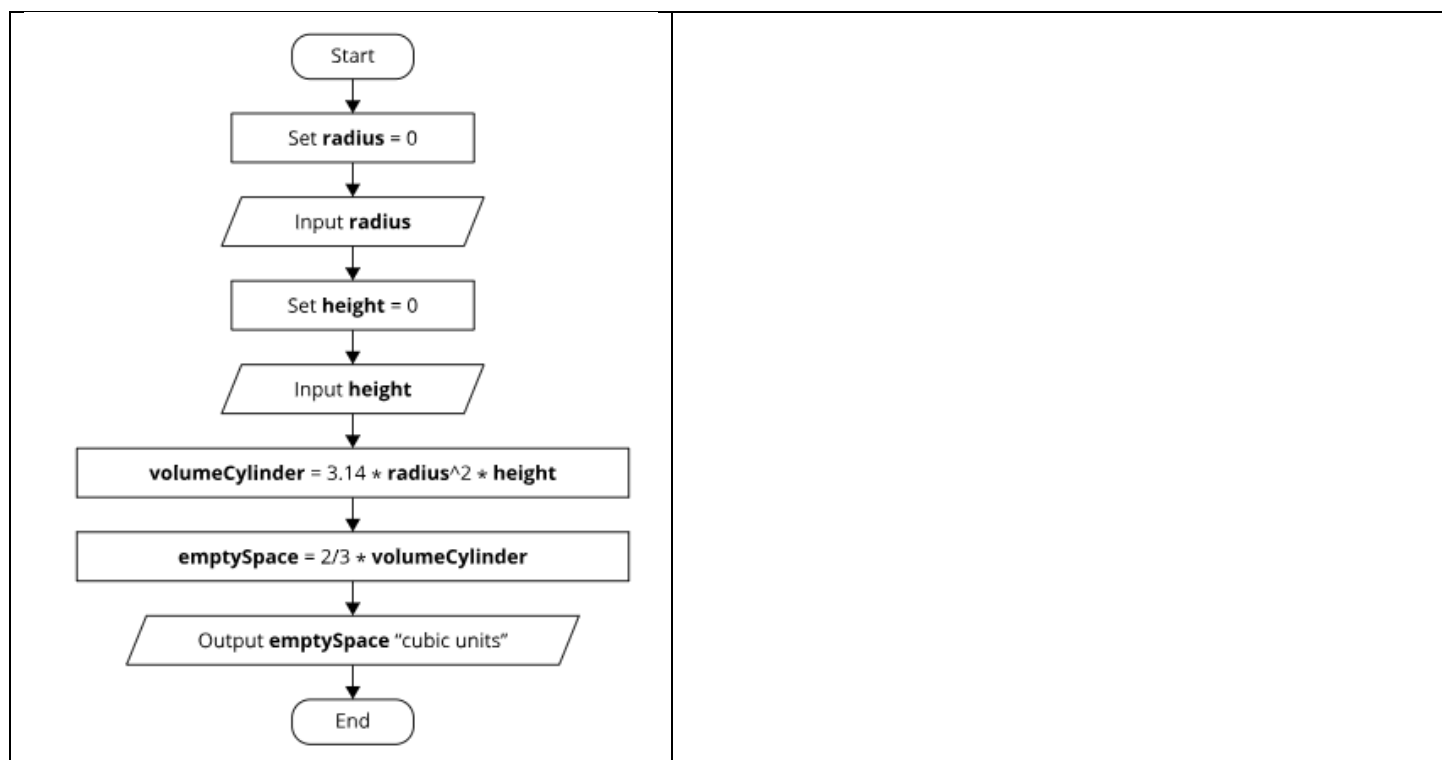 Start
Set radius = 0
Input radius
Set height = 0
Input height
volumeCylinder = 3.14 * radius^2 * height
emptySpace = 2/3 * volumeCylinder
Output emptySpace “cubic units”
End